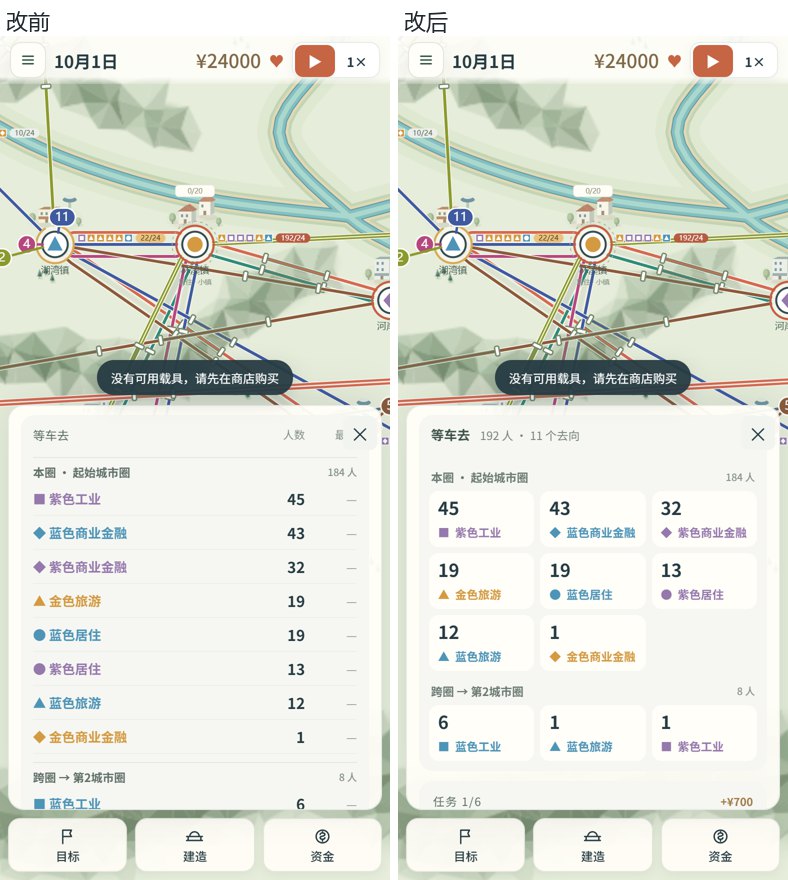 改前
10月1日
¥24000
1×
10/24
0/20
11
4
2
22/24
192/24
湖湾镇
小镇
没有可用载具，请先在商店购买
等车去
人数
本圈 · 起始城市圈
184 人
紫色工业
45
—
蓝色商业金融
43
—
紫色商业金融
32
—
金色旅游
19
—
蓝色居住
19
—
紫色居住
13
—
蓝色旅游
12
—
金色商业金融
1
—
跨圈 → 第2城市圈
8 人
蓝色工业
6
目标
建造
资金
改后
10月1日
¥24000
1×
10/24
0/20
11
4
2
22/24
192/24
湖湾镇
小镇
没有可用载具，请先在商店购买
等车去 192 人 · 11 个去向
本圈 · 起始城市圈
184 人
45
紫色工业
43
蓝色商业金融
32
紫色商业金融
19
金色旅游
19
蓝色居住
13
紫色居住
12
蓝色旅游
1
金色商业金融
跨圈 → 第2城市圈
8 人
6
蓝色工业
1
蓝色旅游
1
紫色工业
任务 1/6
+¥700
目标
建造
资金